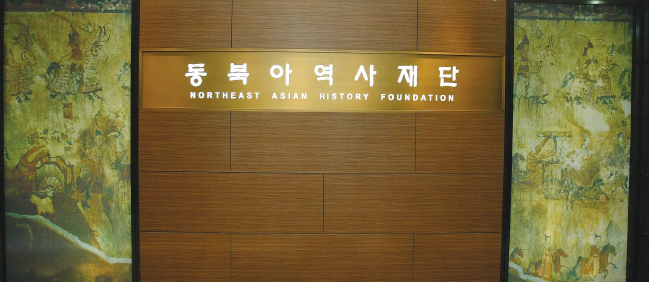 동북아역사재단
NORTHEAST ASIAN HISTORY FOUNDATION